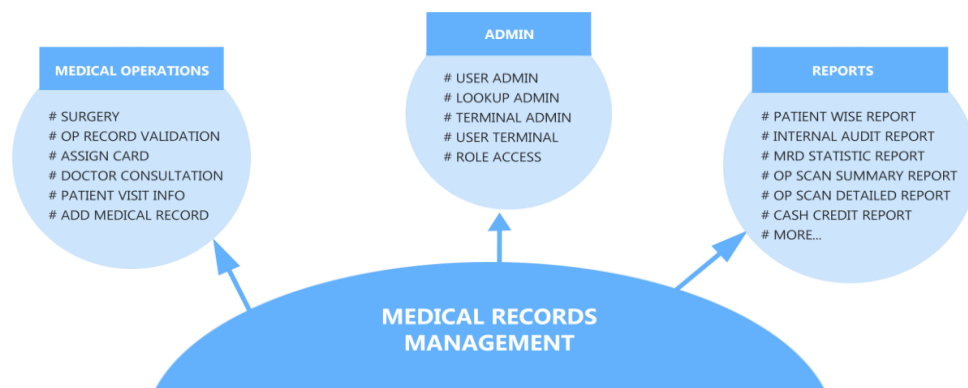 MEDICAL OPERATIONS
# SURGERY
# OP RECORD VALIDATION
# ASSIGN CARD
# DOCTOR CONSULTATION
# PATIENT VISIT INFO
# ADD MEDICAL RECORD
ADMIN
# USER ADMIN
# LOOKUP ADMIN
# TERMINAL ADMIN
# USER TERMINAL
# ROLE ACCESS
REPORTS
# PATIENT WISE REPORT
# INTERNAL AUDIT REPORT
# MRD STATISTIC REPORT
# OP SCAN SUMMARY REPORT
# OP SCAN DETAILED REPORT
# CASH CREDIT REPORT
# MORE...
MEDICAL RECORDS
MANAGEMENT